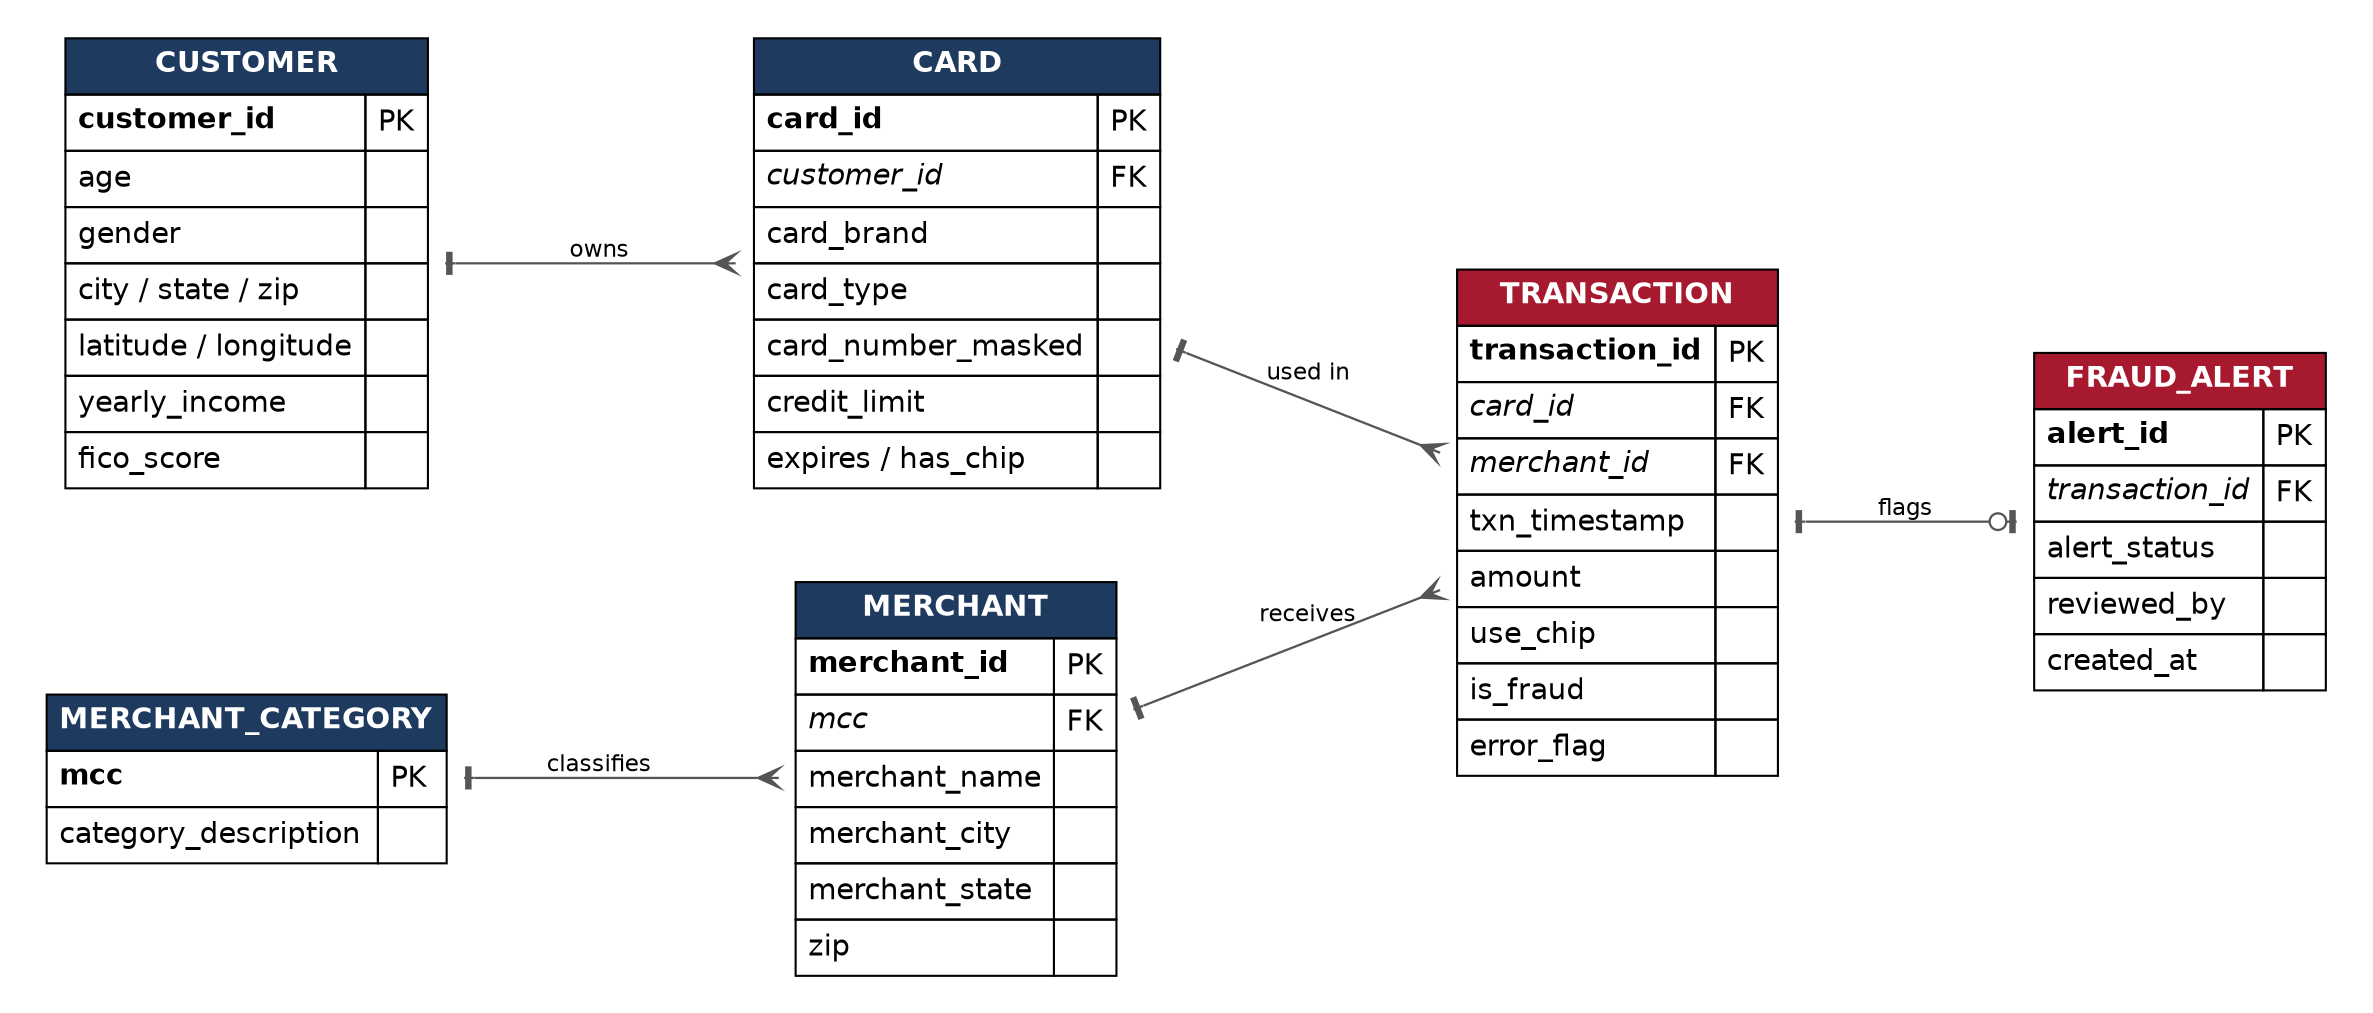 CUSTOMER
customer_id PK
age
gender
city / state / zip
latitude / longitude
yearly_income
fico_score
owns
CARD
card_id PK
customer_id FK
card_brand
card_type
card_number_masked
credit_limit
expires / has_chip
used in
MERCHANT_CATEGORY
mcc PK
category_description
classifies
MERCHANT
merchant_id PK
mcc FK
merchant_name
merchant_city
merchant_state
zip
receives
TRANSACTION
transaction_id PK
card_id FK
merchant_id FK
txn_timestamp
amount
use_chip
is_fraud
error_flag
flags
FRAUD_ALERT
alert_id PK
transaction_id FK
alert_status
reviewed_by
created_at